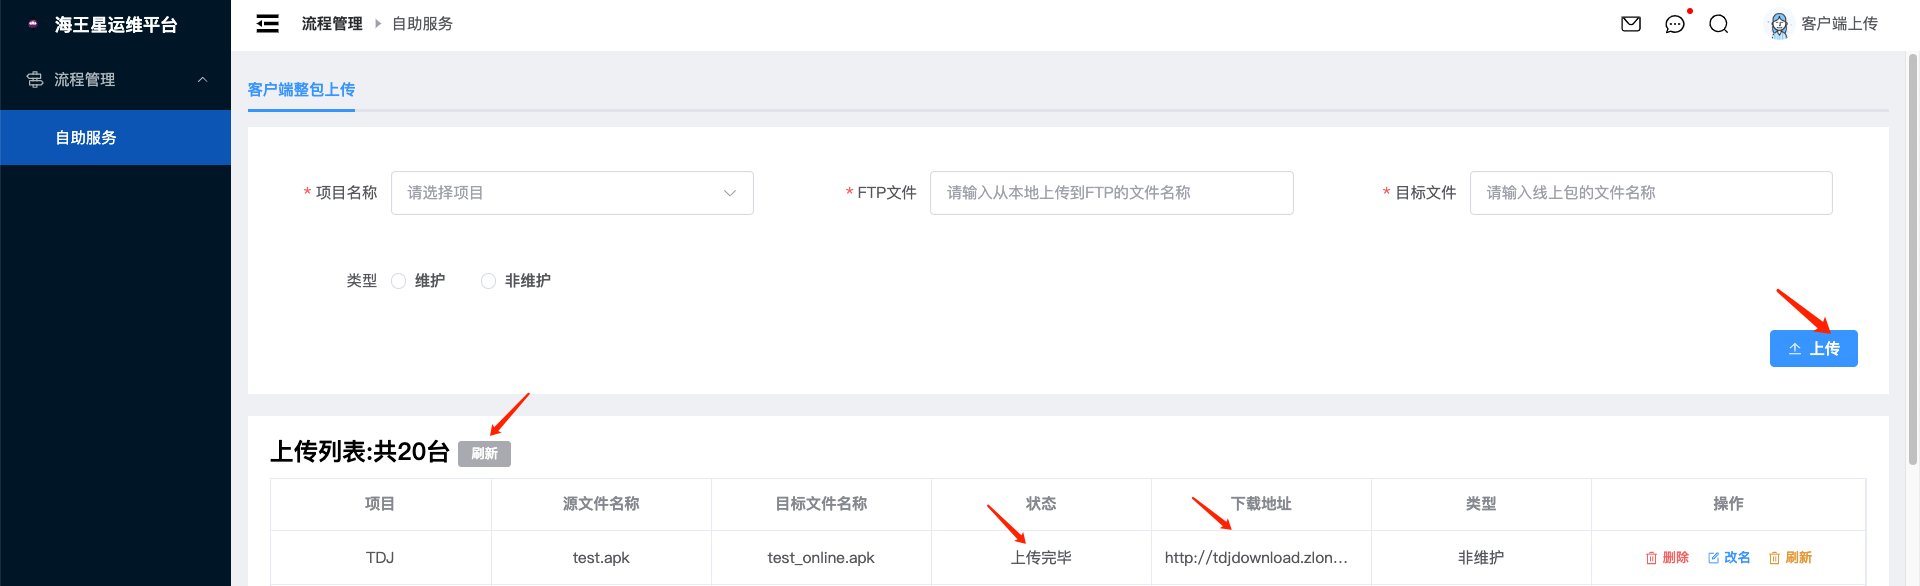 海王星运维平台
流程管理
自助服务
流程管理 自助服务
客户端上传
客户端整包上传
* 项目名称 请选择项目
* FTP文件 请输入从本地上传到FTP的文件名称
* 目标文件 请输入线上包的文件名称
类型 维护 非维护
上传
上传列表:共20台 刷新
项目 源文件名称 目标文件名称 状态 下载地址 类型 操作
TDJ test.apk test_online.apk 上传完毕 http://tdjdownload.zlon... 非维护 删除 改名 刷新